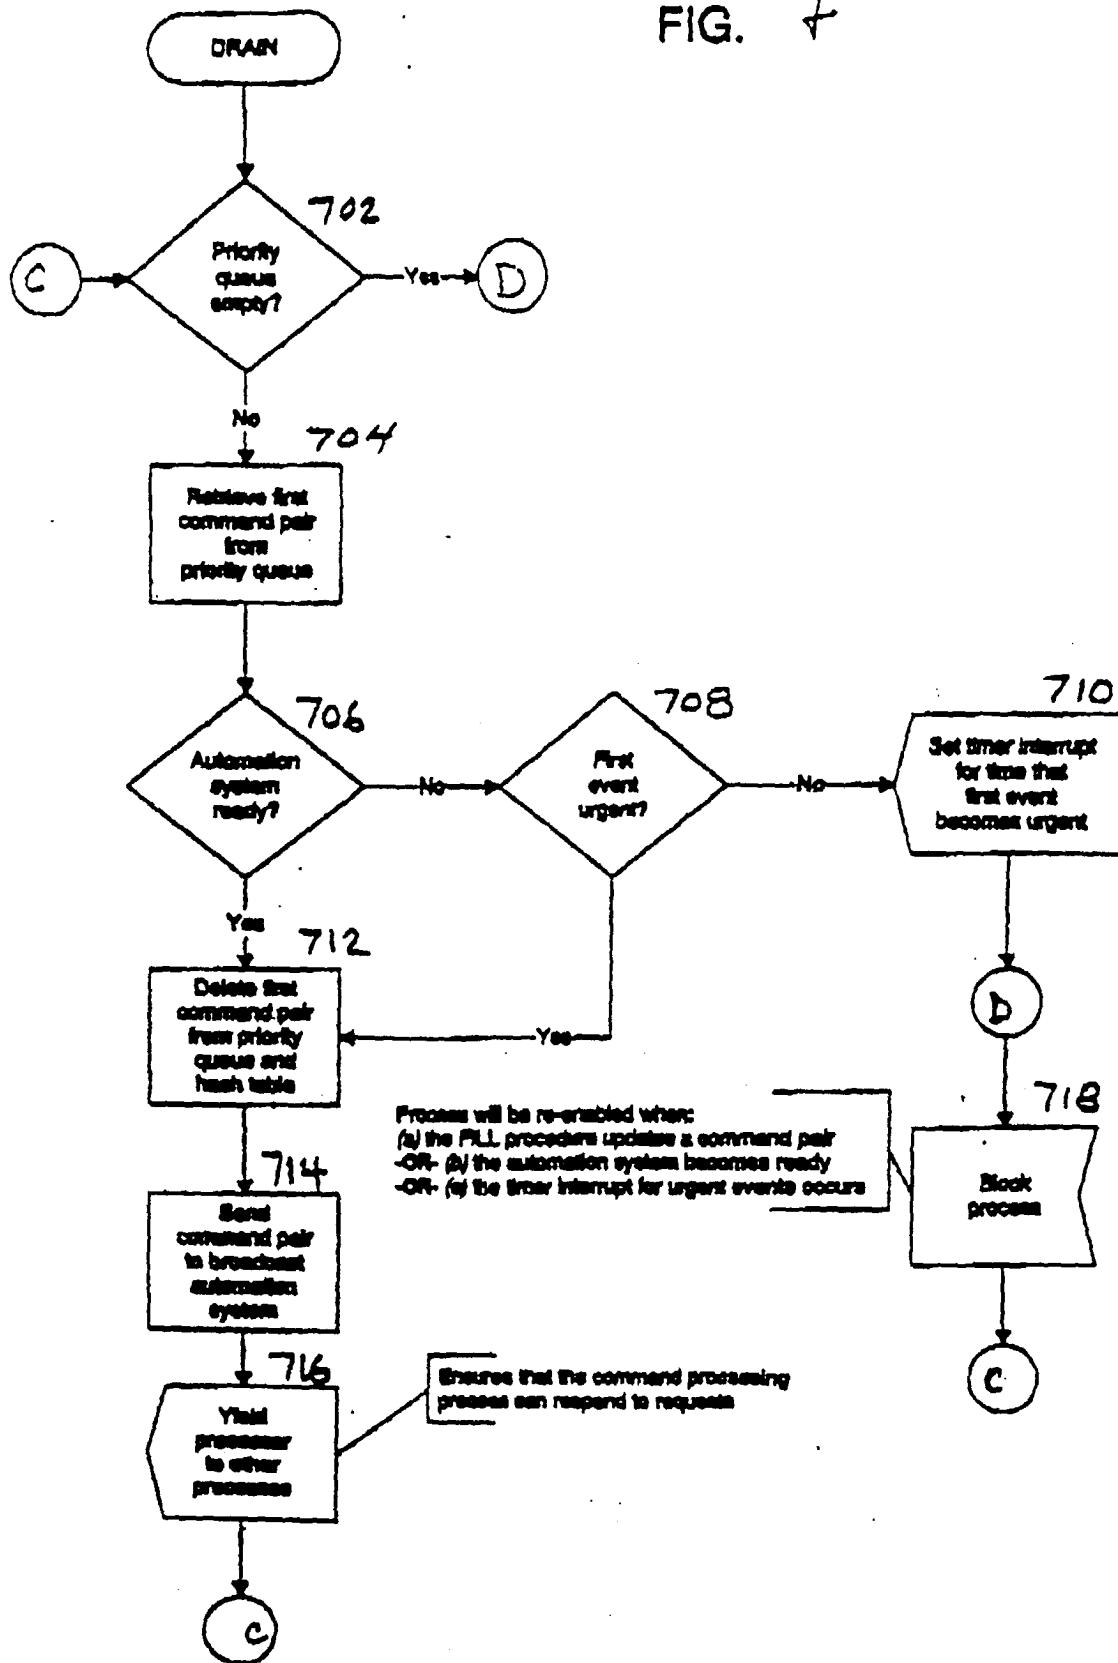 FIG. 7
DRAIN
702
Priority
queue
empty?
C
Yes
D
No
704
Retrieve first
command pair
from
priority queue
706
Automation
system
ready?
No
708
First
event
urgent?
No
710
Set timer interrupt
for time that
first event
becomes urgent
Yes
712
Delete first
command pair
from priority
queue and
hash table
Yes
D
718
Block
process
Process will be re-enabled when:
(a) the FILL procedure updates a command pair
-OR- (b) the automation system becomes ready
-OR- (c) the timer interrupt for urgent events occurs
714
Send
command pair
to broadcast
automation
system
C
716
Yield
processor
to other
processes
Ensures that the command processing
process can respond to requests
C